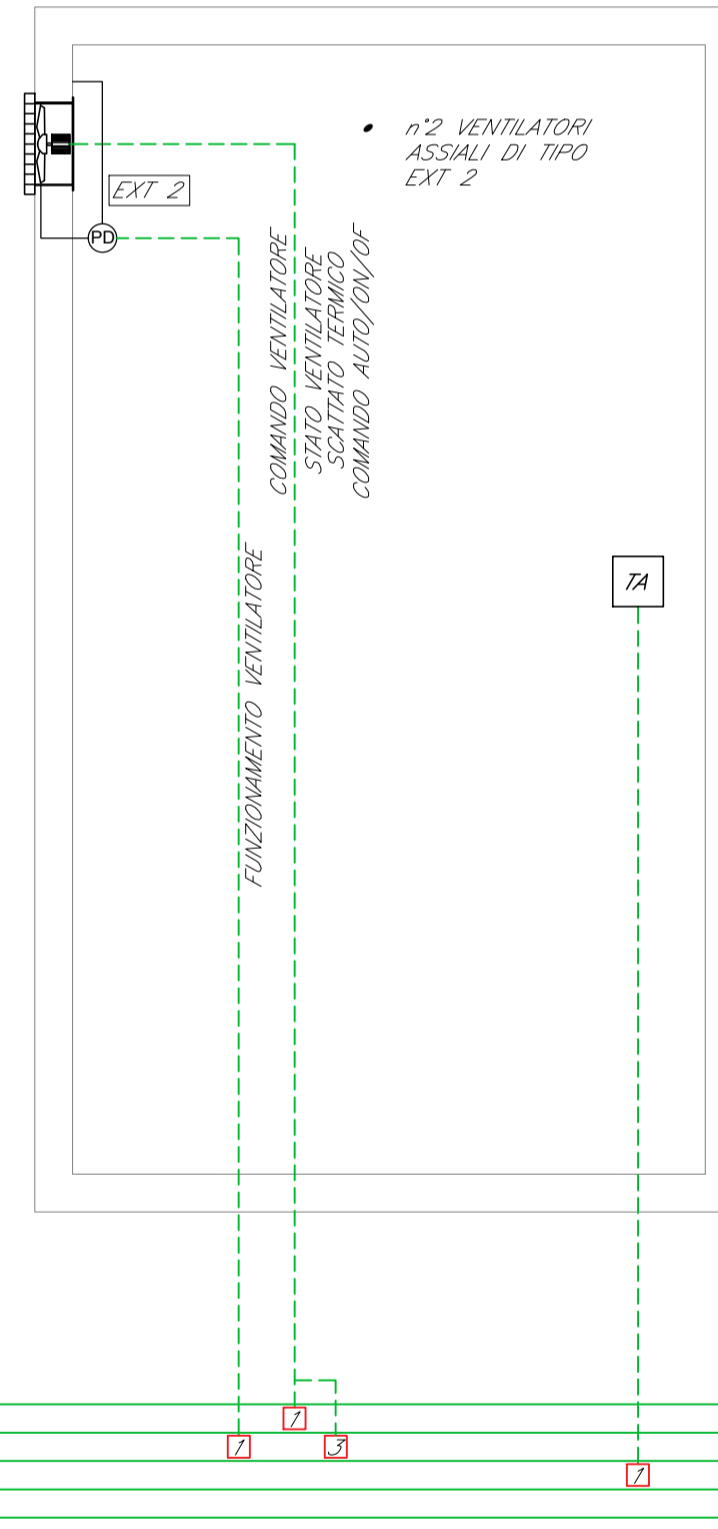 n°2 VENTILATORI
ASSIALI DI TIPO
EXT 2
EXT 2
PD
COMANDO VENTILATORE
STATO VENTILATORE
SCATTATO TERMICO
COMANDO AUTO/ON/OF
FUNZIONAMENTO VENTILATORE
TA
1
1
3
1